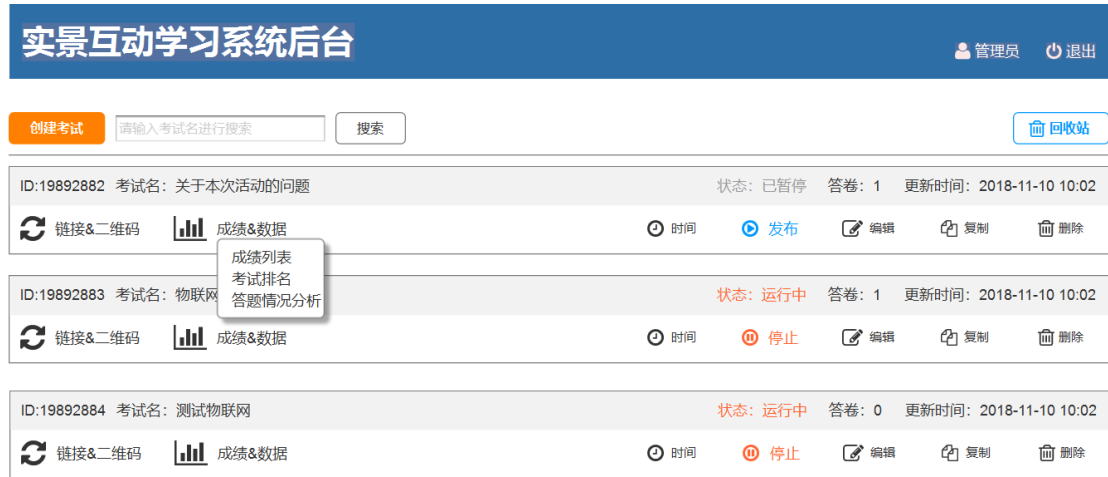 实景互动学习系统后台
管理员 退出
创建考试 请输入考试名进行搜索 搜索 回收站
ID:19892882 考试名：关于本次活动的问题 状态：已暂停 答卷：1 更新时间：2018-11-10 10:02
链接&二维码 成绩&数据 时间 发布 编辑 复制 删除
成绩列表
考试排名
答题情况分析
ID:19892883 考试名：物联网 状态：运行中 答卷：1 更新时间：2018-11-10 10:02
链接&二维码 成绩&数据 时间 停止 编辑 复制 删除
ID:19892884 考试名：测试物联网 状态：运行中 答卷：0 更新时间：2018-11-10 10:02
链接&二维码 成绩&数据 时间 停止 编辑 复制 删除